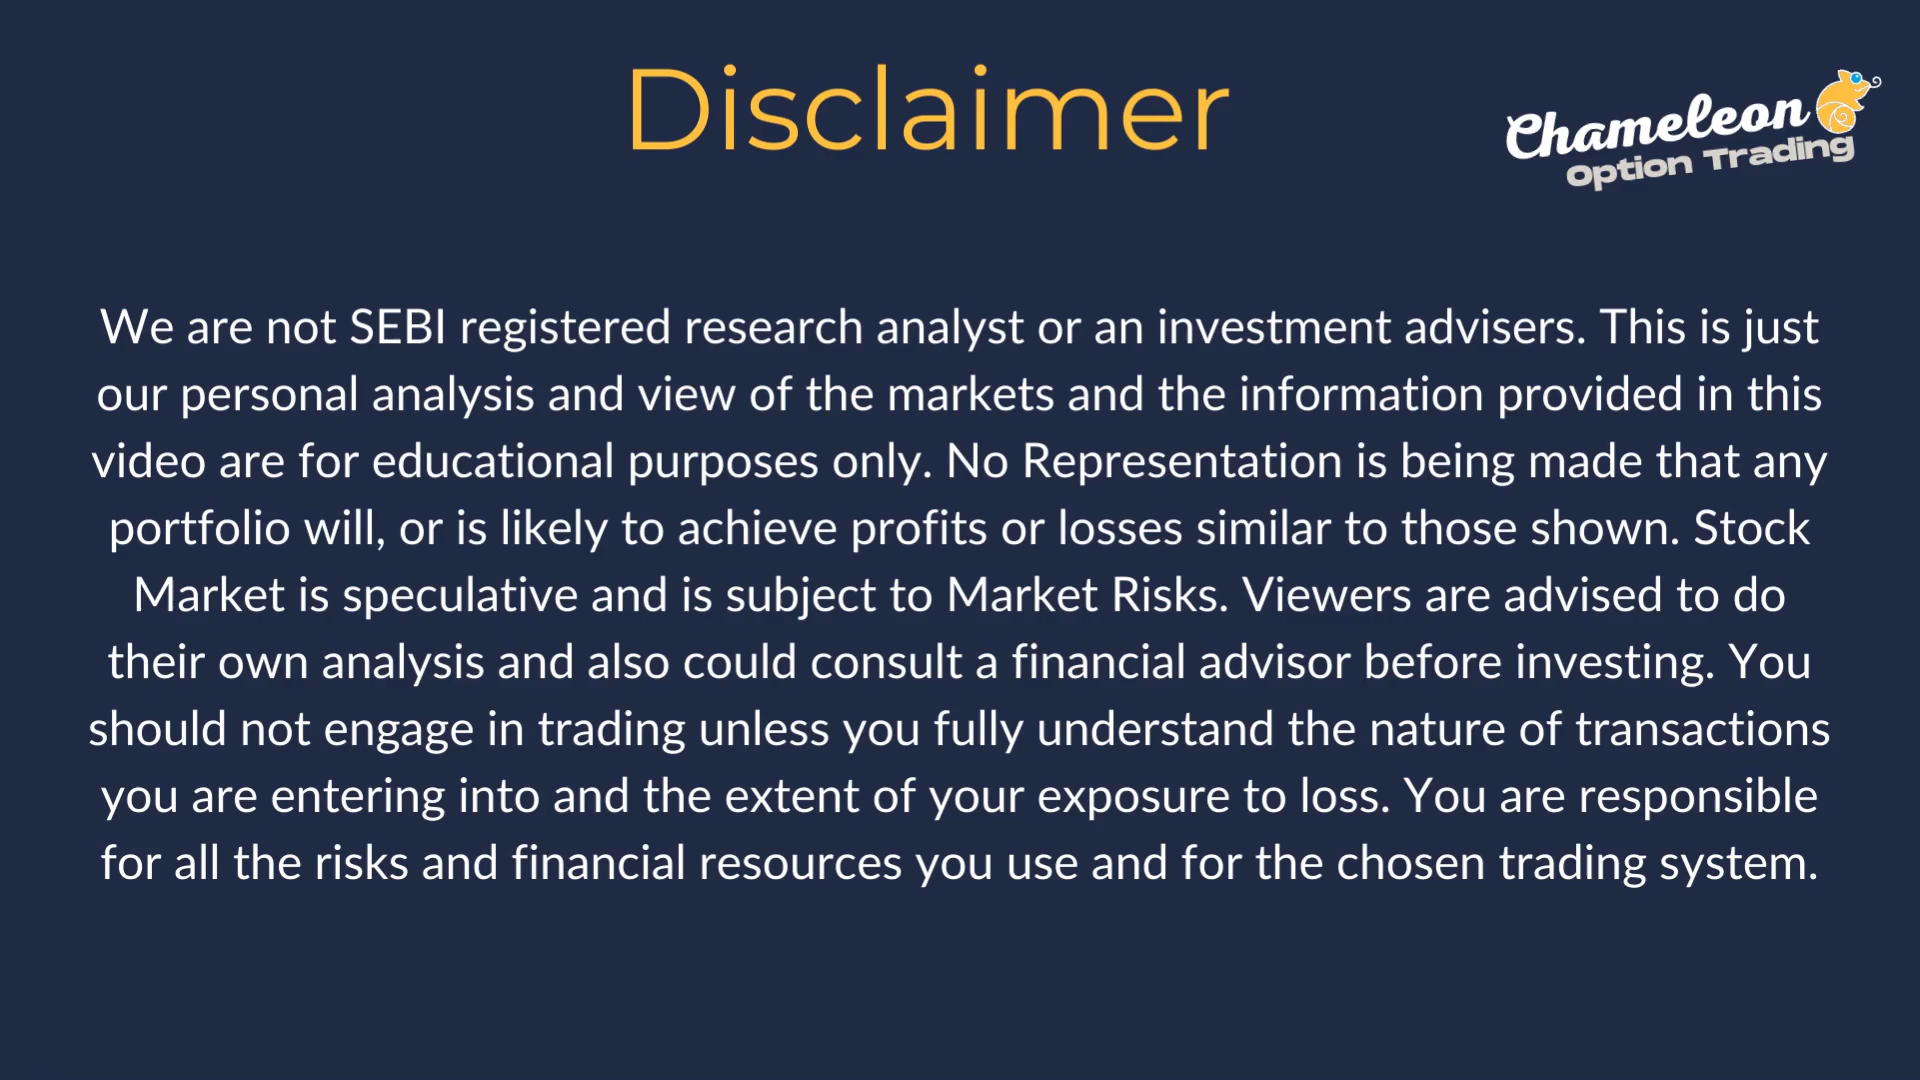 Disclaimer
Chameleon
Option Trading
We are not SEBI registered research analyst or an investment advisers. This is just
our personal analysis and view of the markets and the information provided in this
video are for educational purposes only. No Representation is being made that any
portfolio will, or is likely to achieve profits or losses similar to those shown. Stock
Market is speculative and is subject to Market Risks. Viewers are advised to do
their own analysis and also could consult a financial advisor before investing. You
should not engage in trading unless you fully understand the nature of transactions
you are entering into and the extent of your exposure to loss. You are responsible
for all the risks and financial resources you use and for the chosen trading system.